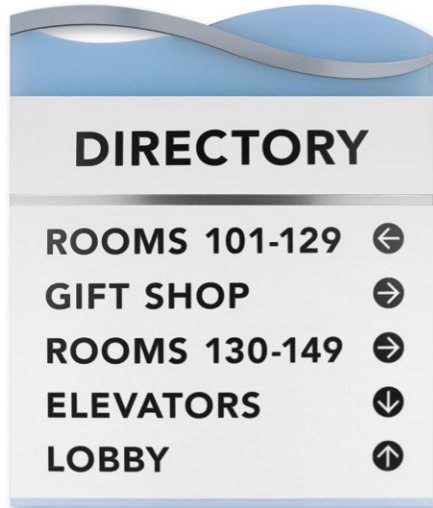 DIRECTORY
ROOMS 101-129 ←
GIFT SHOP →
ROOMS 130-149 →
ELEVATORS ↓
LOBBY ↑